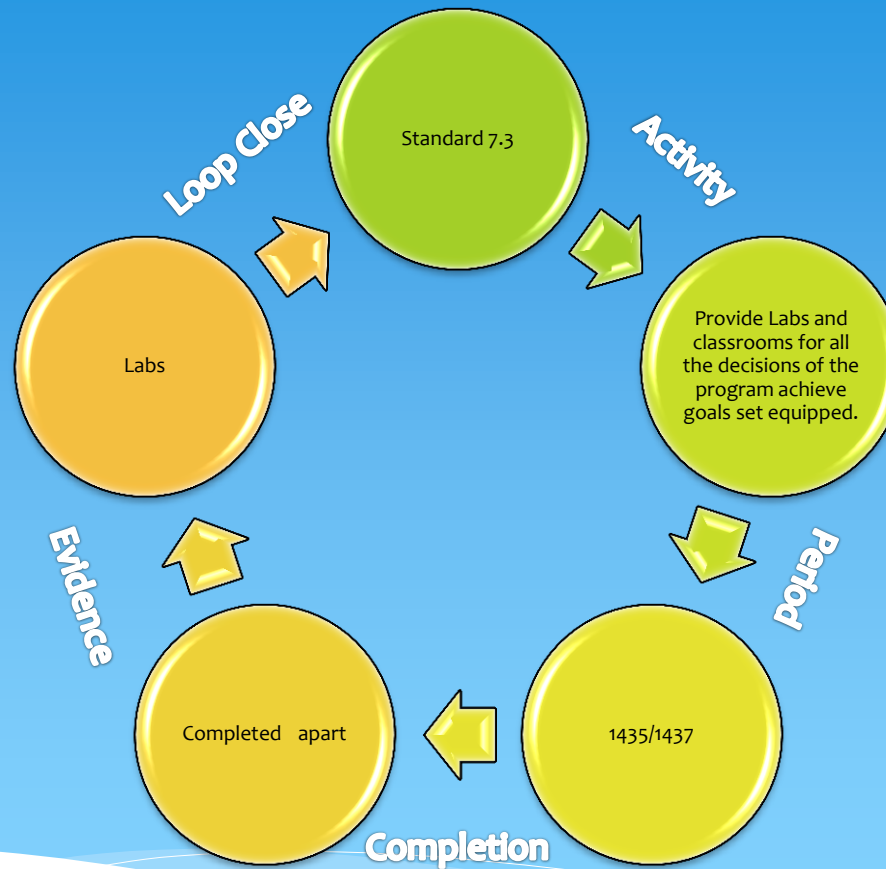 Standard 7.3
Activity
Provide Labs and
classrooms for all
the decisions of the
program achieve
goals set equipped.
Period
1435/1437
Completion
Completed apart
Evidence
Labs
Loop Close